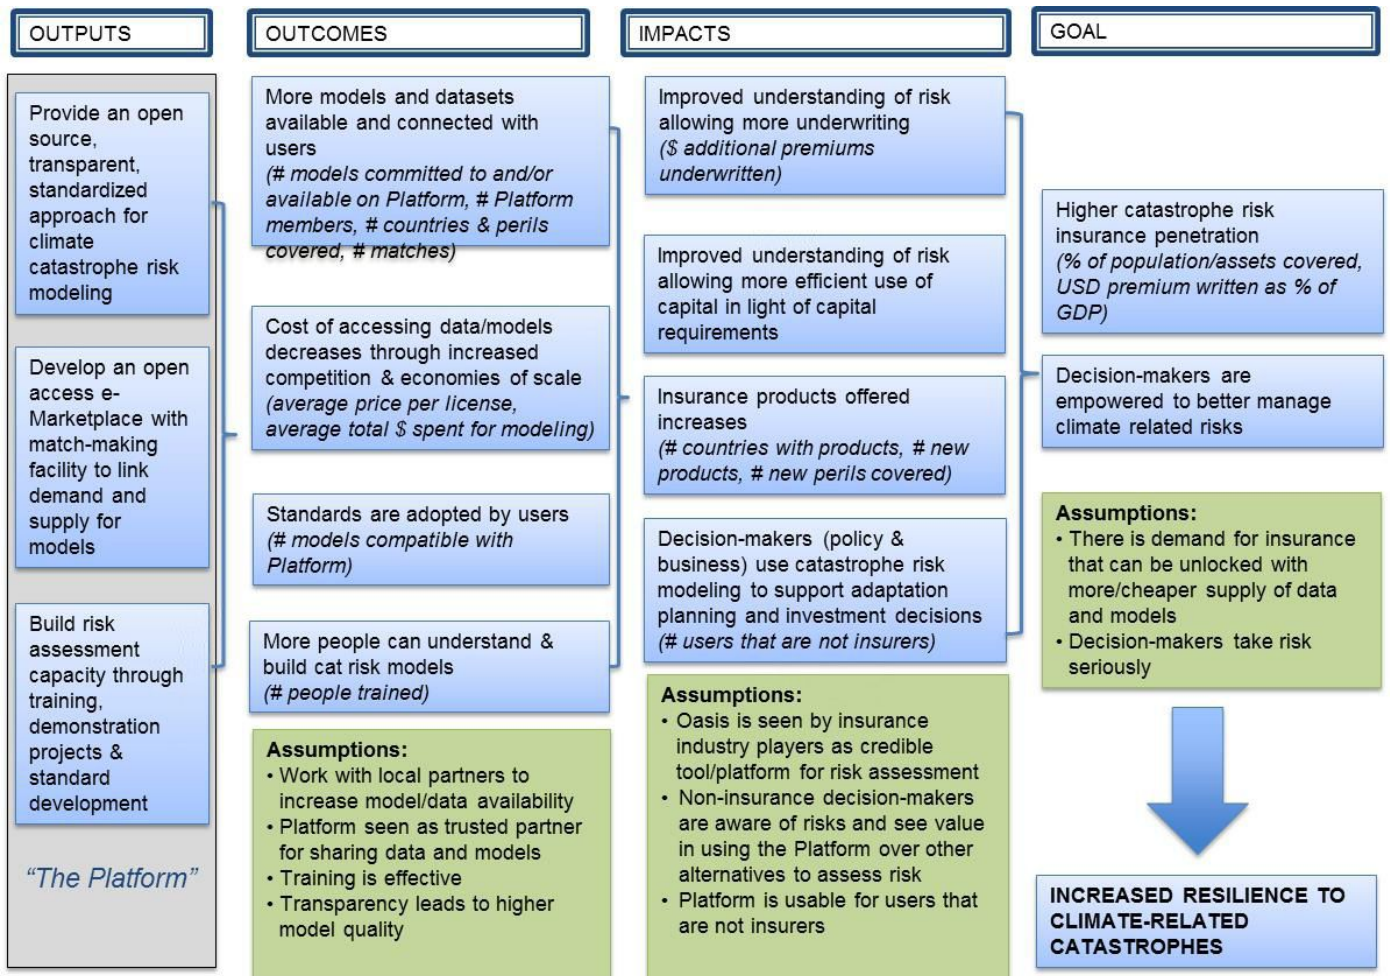 OUTPUTS
OUTCOMES
IMPACTS
GOAL
Provide an open
source,
transparent,
standardized
approach for
climate
catastrophe risk
modeling
Develop an open
access e-
Marketplace with
match-making
facility to link
demand and
supply for
models
Build risk
assessment
capacity through
training,
demonstration
projects &
standard
development
“The Platform”
More models and datasets
available and connected with
users
(# models committed to and/or
available on Platform, # Platform
members, # countries & perils
covered, # matches)
Cost of accessing data/models
decreases through increased
competition & economies of scale
(average price per license,
average total $ spent for modeling)
Standards are adopted by users
(# models compatible with
Platform)
More people can understand &
build cat risk models
(# people trained)
Assumptions:
• Work with local partners to
increase model/data availability
• Platform seen as trusted partner
for sharing data and models
• Training is effective
• Transparency leads to higher
model quality
Improved understanding of risk
allowing more underwriting
($ additional premiums
underwritten)
Improved understanding of risk
allowing more efficient use of
capital in light of capital
requirements
Insurance products offered
increases
(# countries with products, # new
products, # new perils covered)
Decision-makers (policy &
business) use catastrophe risk
modeling to support adaptation
planning and investment decisions
(# users that are not insurers)
Assumptions:
• Oasis is seen by insurance
industry players as credible
tool/platform for risk assessment
• Non-insurance decision-makers
are aware of risks and see value
in using the Platform over other
alternatives to assess risk
• Platform is usable for users that
are not insurers
Higher catastrophe risk
insurance penetration
(% of population/assets covered,
USD premium written as % of
GDP)
Decision-makers are
empowered to better manage
climate related risks
Assumptions:
• There is demand for insurance
that can be unlocked with
more/cheaper supply of data
and models
• Decision-makers take risk
seriously
INCREASED RESILIENCE TO
CLIMATE-RELATED
CATASTROPHES